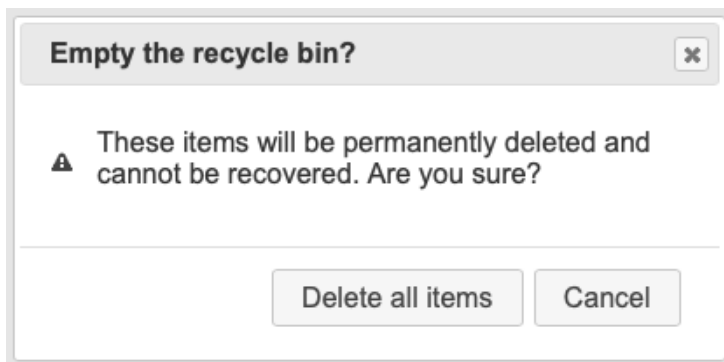 Empty the recycle bin?
These items will be permanently deleted and
cannot be recovered. Are you sure?
Delete all items
Cancel